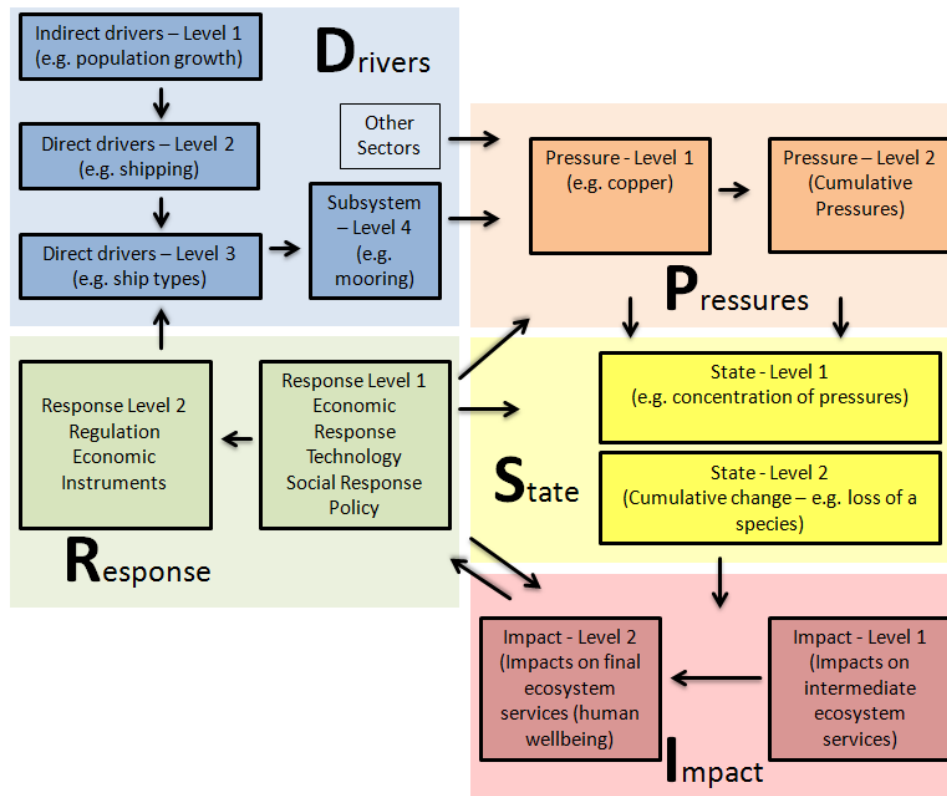 Indirect drivers – Level 1
(e.g. population growth)
Drivers
Direct drivers – Level 2
(e.g. shipping)
Other
Sectors
Direct drivers – Level 3
(e.g. ship types)
Subsystem
– Level 4
(e.g.
mooring)
Pressure - Level 1
(e.g. copper)
Pressure – Level 2
(Cumulative
Pressures)
Pressures
Response Level 2
Regulation
Economic
Instruments
Response Level 1
Economic
Response
Technology
Social Response
Policy
Response
State - Level 1
(e.g. concentration of pressures)
State
State - Level 2
(Cumulative change – e.g. loss of a
species)
Impact - Level 2
(Impacts on final
ecosystem
services (human
wellbeing)
Impact - Level 1
(Impacts on
intermediate
ecosystem
services)
Impact